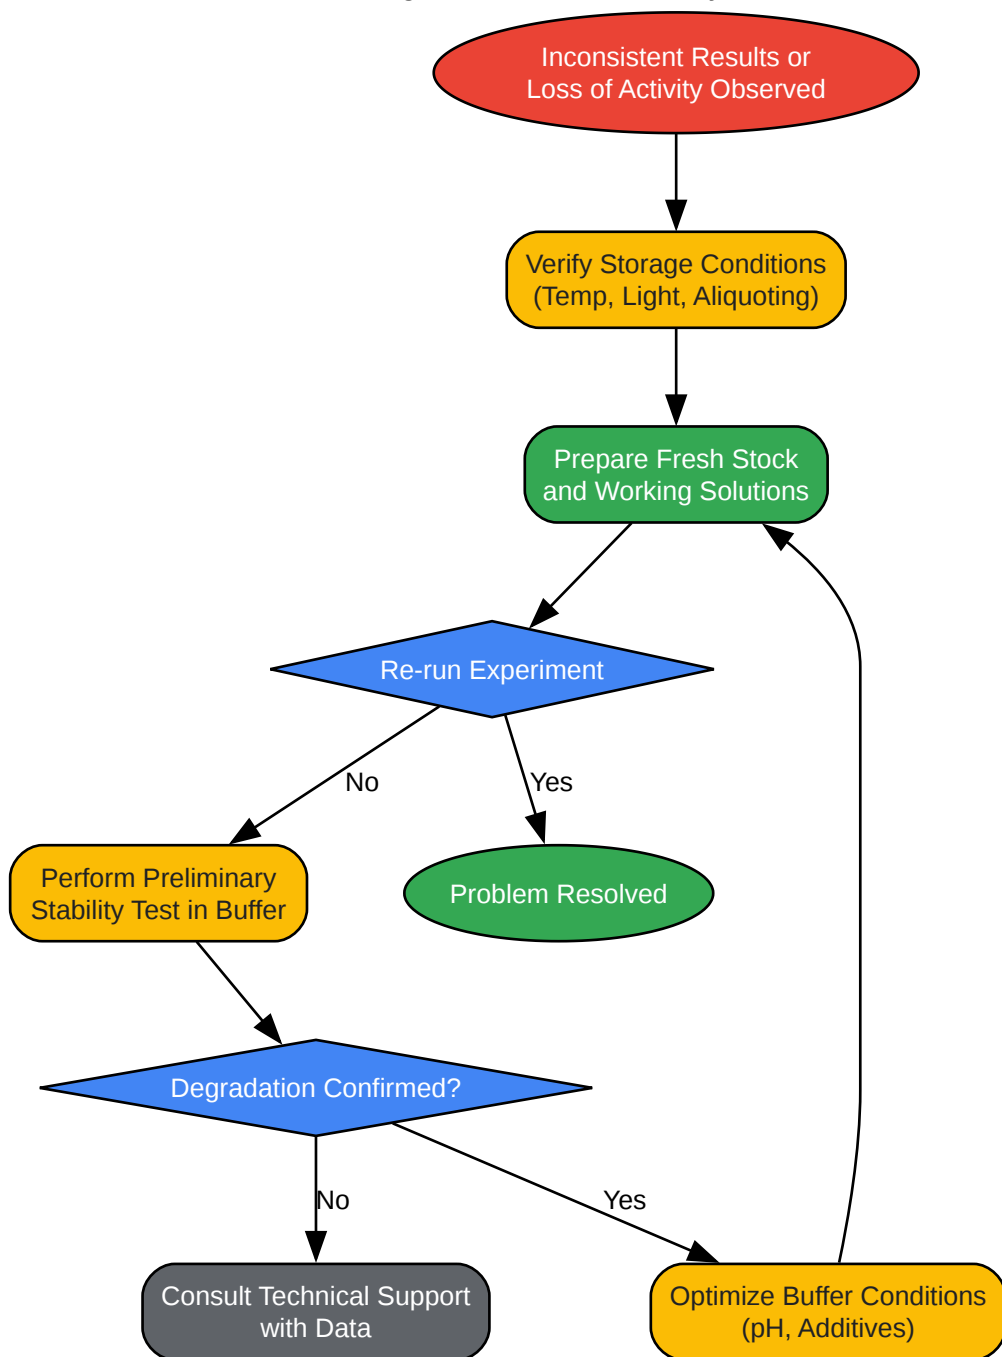 Inconsistent Results or
Loss of Activity Observed
Verify Storage Conditions
(Temp, Light, Aliquoting)
Prepare Fresh Stock
and Working Solutions
Re-run Experiment
No
Yes
Perform Preliminary
Stability Test in Buffer
Problem Resolved
Degradation Confirmed?
No
Yes
Consult Technical Support
with Data
Optimize Buffer Conditions
(pH, Additives)